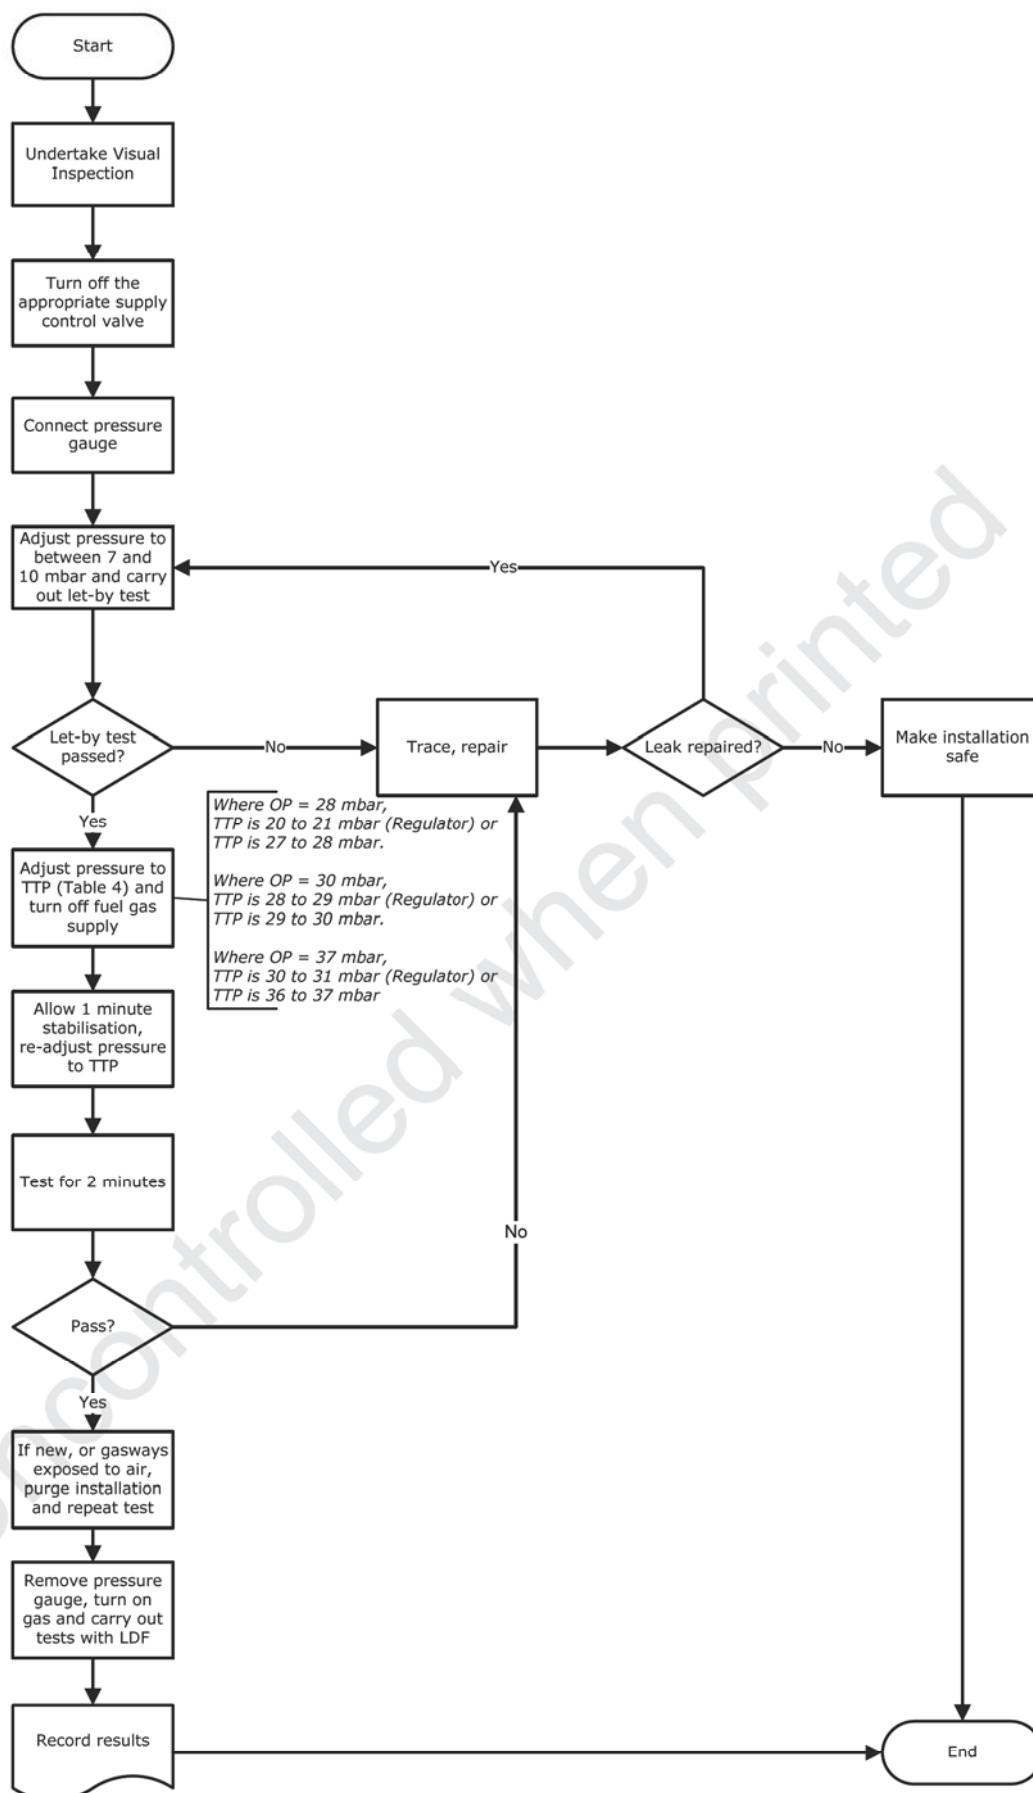 Start
Undertake Visual
Inspection
Turn off the
appropriate supply
control valve
Connect pressure
gauge
Adjust pressure to
between 7 and
10 mbar and carry
out let-by test
Yes
Let-by test
passed?
No
Trace, repair
Leak repaired?
No
Make installation
safe
Yes
Where OP = 28 mbar,
TTP is 20 to 21 mbar (Regulator) or
TTP is 27 to 28 mbar.
Where OP = 30 mbar,
TTP is 28 to 29 mbar (Regulator) or
TTP is 29 to 30 mbar.
Where OP = 37 mbar,
TTP is 30 to 31 mbar (Regulator) or
TTP is 36 to 37 mbar
Adjust pressure to
TTP (Table 4) and
turn off fuel gas
supply
Allow 1 minute
stabilisation,
re-adjust pressure
to TTP
Test for 2 minutes
No
Pass?
Yes
If new, or gasways
exposed to air,
purge installation
and repeat test
Remove pressure
gauge, turn on
gas and carry out
tests with LDF
Record results
End
ncontrolled when printed